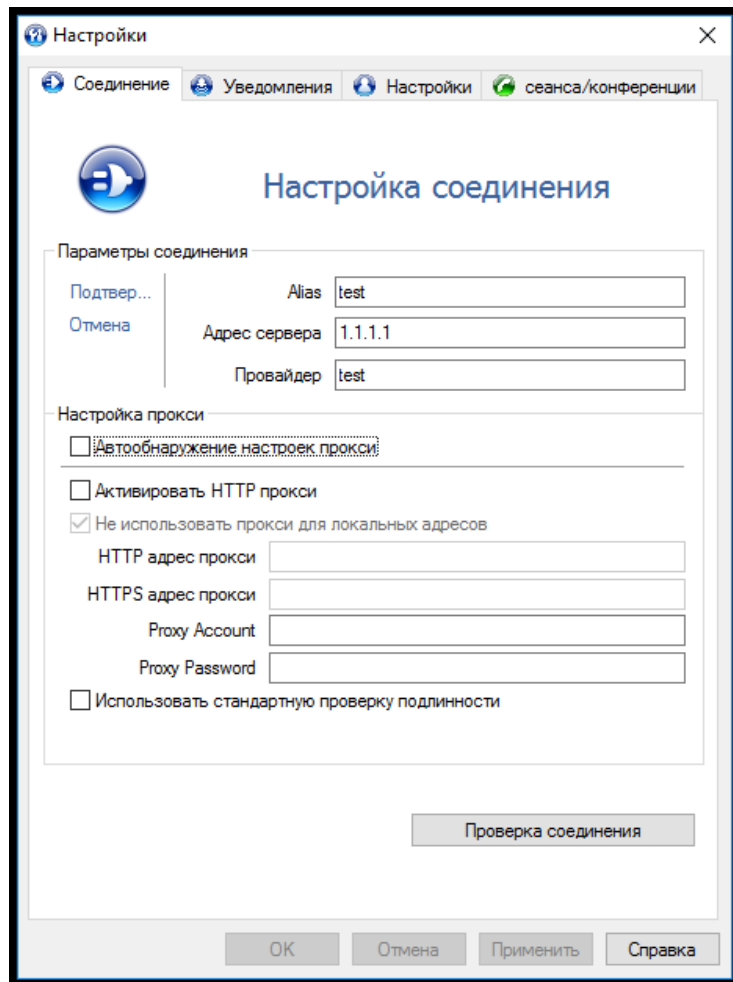 Настройки
Соединение Уведомления Настройки сеанса/конференции
Настройка соединения
Параметры соединения
Подтвер... Alias test
Отмена Адрес сервера 1.1.1.1
Провайдер test
Настройка прокси
Автообнаружение настроек прокси
Активировать HTTP прокси
Не использовать прокси для локальных адресов
HTTP адрес прокси
HTTPS адрес прокси
Proxy Account
Proxy Password
Использовать стандартную проверку подлинности
Проверка соединения
OK Отмена Применить Справка